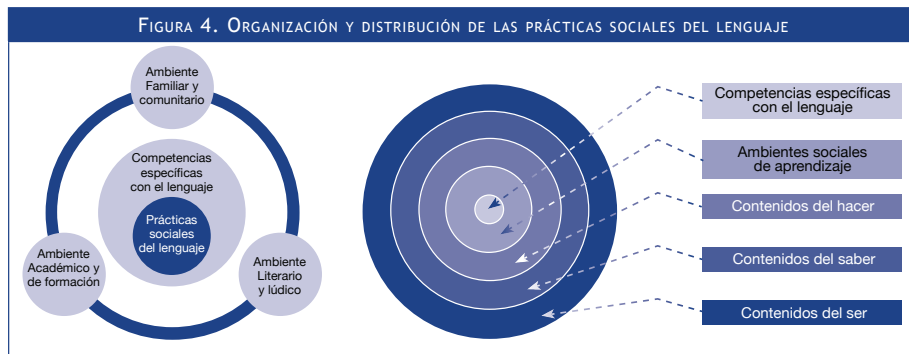 FIGURA 4. ORGANIZACIÓN Y DISTRIBUCIÓN DE LAS PRÁCTICAS SOCIALES DEL LENGUAJE
Ambiente
Familiar y
comunitario
Competencias
específicas
con el lenguaje
Prácticas
sociales
del lenguaje
Ambiente
Académico y
de formación
Ambiente
Literario
y lúdico
Competencias específicas
con el lenguaje
Ambientes sociales
de aprendizaje
Contenidos del hacer
Contenidos del saber
Contenidos del ser